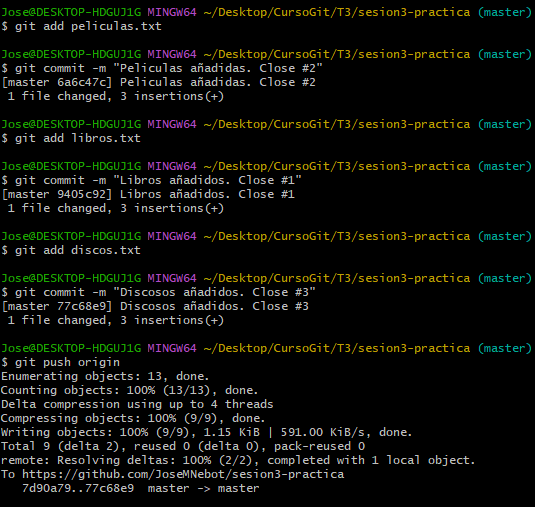 Jose@DESKTOP-HDGUJ1G MINGW64 ~/Desktop/CursoGit/T3/sesion3-practica (master)
$ git add peliculas.txt
Jose@DESKTOP-HDGUJ1G MINGW64 ~/Desktop/CursoGit/T3/sesion3-practica (master)
$ git commit -m "Peliculas añadidas. Close #2"
[master 6a6c47c] Peliculas añadidas. Close #2
1 file changed, 3 insertions(+)
Jose@DESKTOP-HDGUJ1G MINGW64 ~/Desktop/CursoGit/T3/sesion3-practica (master)
$ git add libros.txt
Jose@DESKTOP-HDGUJ1G MINGW64 ~/Desktop/CursoGit/T3/sesion3-practica (master)
$ git commit -m "Libros añadidos. Close #1"
[master 9405c92] Libros añadidos. Close #1
1 file changed, 3 insertions(+)
Jose@DESKTOP-HDGUJ1G MINGW64 ~/Desktop/CursoGit/T3/sesion3-practica (master)
$ git add discos.txt
Jose@DESKTOP-HDGUJ1G MINGW64 ~/Desktop/CursoGit/T3/sesion3-practica (master)
$ git commit -m "Discosos añadidos. Close #3"
[master 77c68e9] Discosos añadidos. Close #3
1 file changed, 3 insertions(+)
Jose@DESKTOP-HDGUJ1G MINGW64 ~/Desktop/CursoGit/T3/sesion3-practica (master)
$ git push origin
Enumerating objects: 13, done.
Counting objects: 100% (13/13), done.
Delta compression using up to 4 threads
Compressing objects: 100% (9/9), done.
Writing objects: 100% (9/9), 1.15 KiB | 591.00 KiB/s, done.
Total 9 (delta 2), reused 0 (delta 0), pack-reused 0
remote: Resolving deltas: 100% (2/2), completed with 1 local object.
To https://github.com/JoseMNebot/sesion3-practica
7d90a79..77c68e9 master -> master